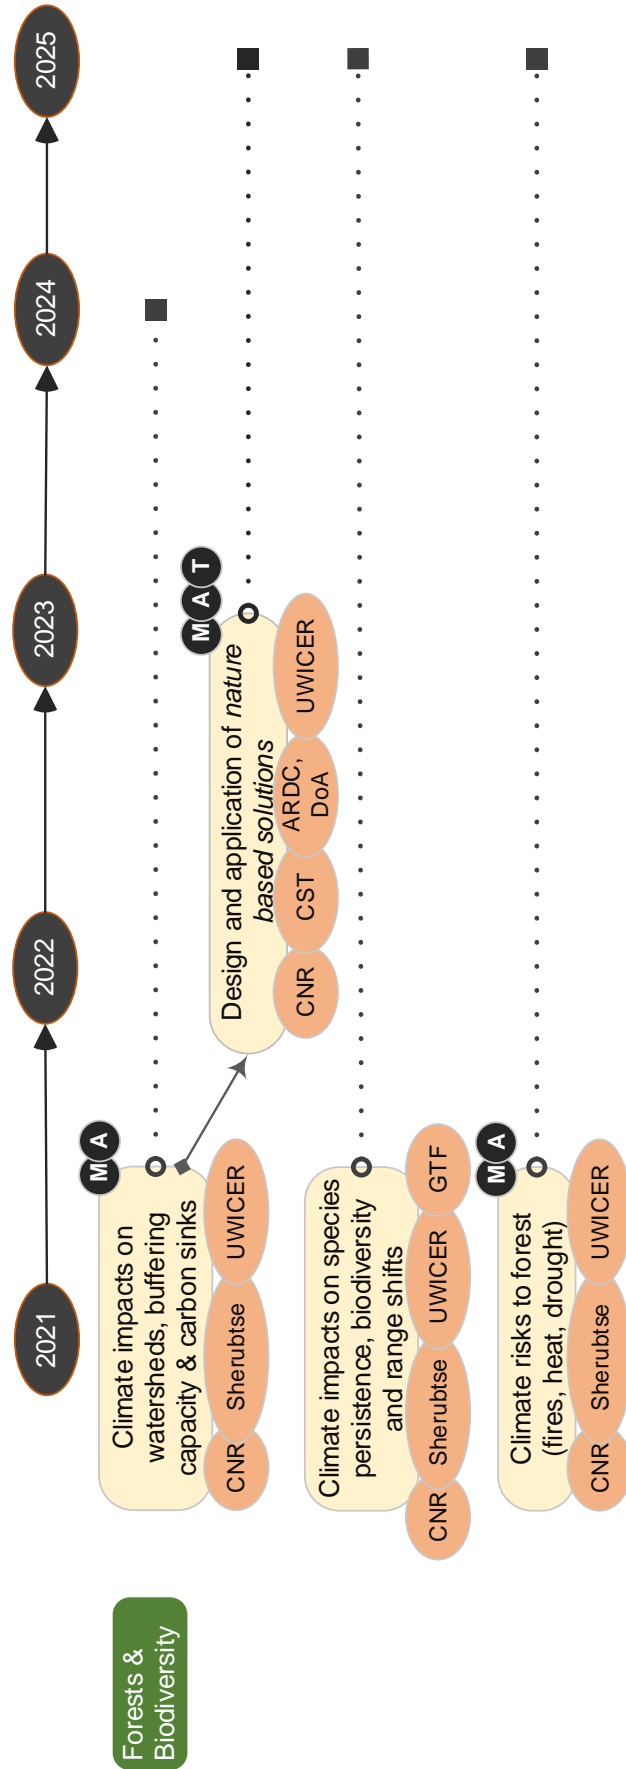 2021
2022
2023
2024
2025
Forests &
Biodiversity
M
A
Climate impacts on
watersheds, buffering
capacity & carbon sinks
CNR
Sherubtse
UWICER
M
A
T
Design and application of nature
based solutions
CNR
CST
ARDC,
DoA
UWICER
Climate impacts on species
persistence, biodiversity
and range shifts
CNR
Sherubtse
UWICER
GTF
M
A
Climate risks to forest
(fires, heat, drought)
CNR
Sherubtse
UWICER